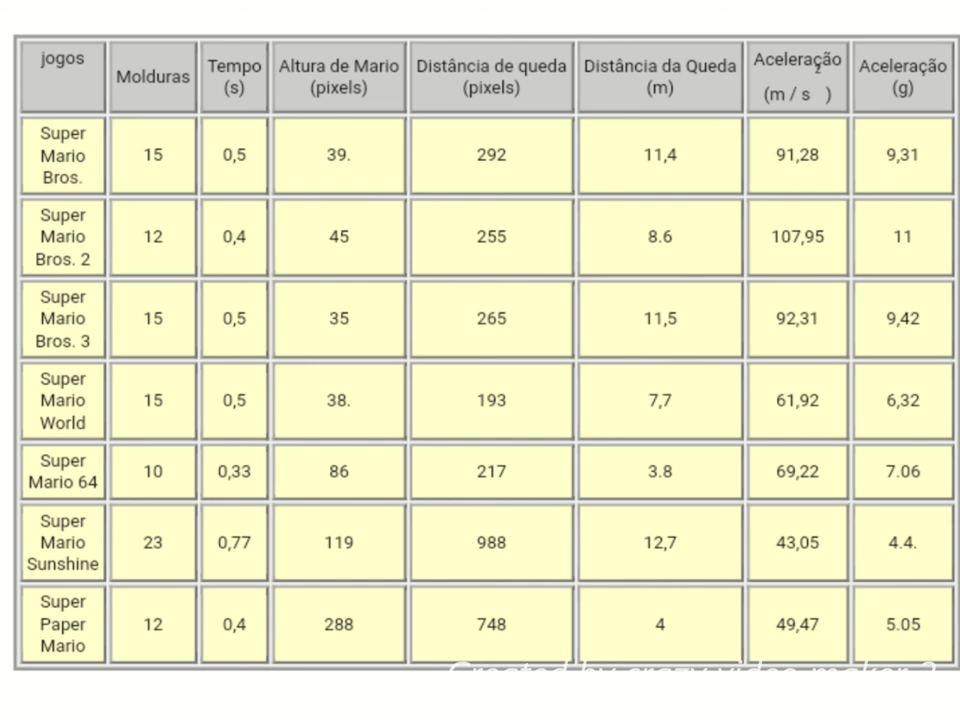 jogos
Molduras
Tempo
(s)
Altura de Mario
(pixels)
Distância de queda
(pixels)
Distância da Queda
(m)
Aceleração
2
(m / s )
Aceleração
(g)
Super
Mario
Bros.
15
0,5
39.
292
11,4
91,28
9,31
Super
Mario
Bros. 2
12
0,4
45
255
8.6
107,95
11
Super
Mario
Bros. 3
15
0,5
35
265
11,5
92,31
9,42
Super
Mario
World
15
0,5
38.
193
7,7
61,92
6,32
Super
Mario 64
10
0,33
86
217
3.8
69,22
7.06
Super
Mario
Sunshine
23
0,77
119
988
12,7
43,05
4.4.
Super
Paper
Mario
12
0,4
288
748
4
49,47
5.05